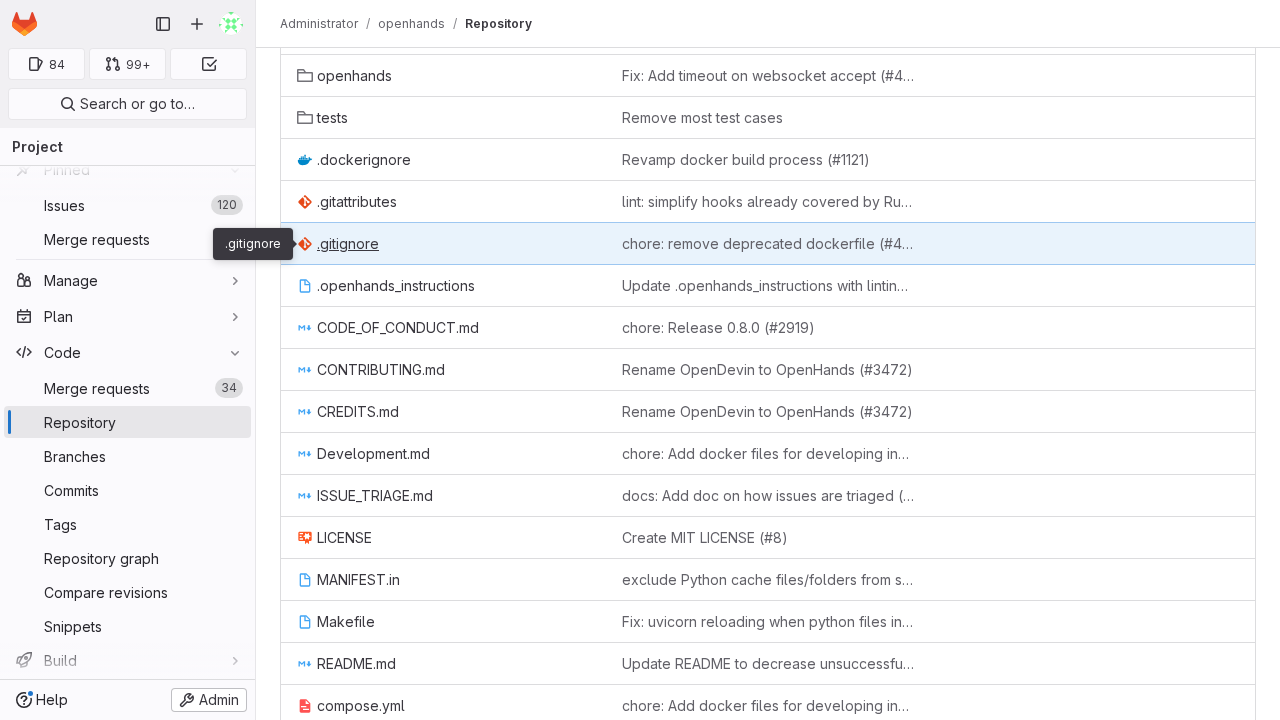 Administrator / openhands / Repository
84
99+
Search or go to…
Project
Pinned
Issues 120
Merge requests
Manage
Plan
Code
Merge requests 34
Repository
Branches
Commits
Tags
Repository graph
Compare revisions
Snippets
Build
Help
Admin
.gitignore
openhands Fix: Add timeout on websocket accept (#4…
tests Remove most test cases
.dockerignore Revamp docker build process (#1121)
.gitattributes lint: simplify hooks already covered by Ru…
.gitignore chore: remove deprecated dockerfile (#4…
.openhands_instructions Update .openhands_instructions with lintin…
CODE_OF_CONDUCT.md chore: Release 0.8.0 (#2919)
CONTRIBUTING.md Rename OpenDevin to OpenHands (#3472)
CREDITS.md Rename OpenDevin to OpenHands (#3472)
Development.md chore: Add docker files for developing in…
ISSUE_TRIAGE.md docs: Add doc on how issues are triaged (…
LICENSE Create MIT LICENSE (#8)
MANIFEST.in exclude Python cache files/folders from s…
Makefile Fix: uvicorn reloading when python files in…
README.md Update README to decrease unsuccessfu…
compose.yml chore: Add docker files for developing in…